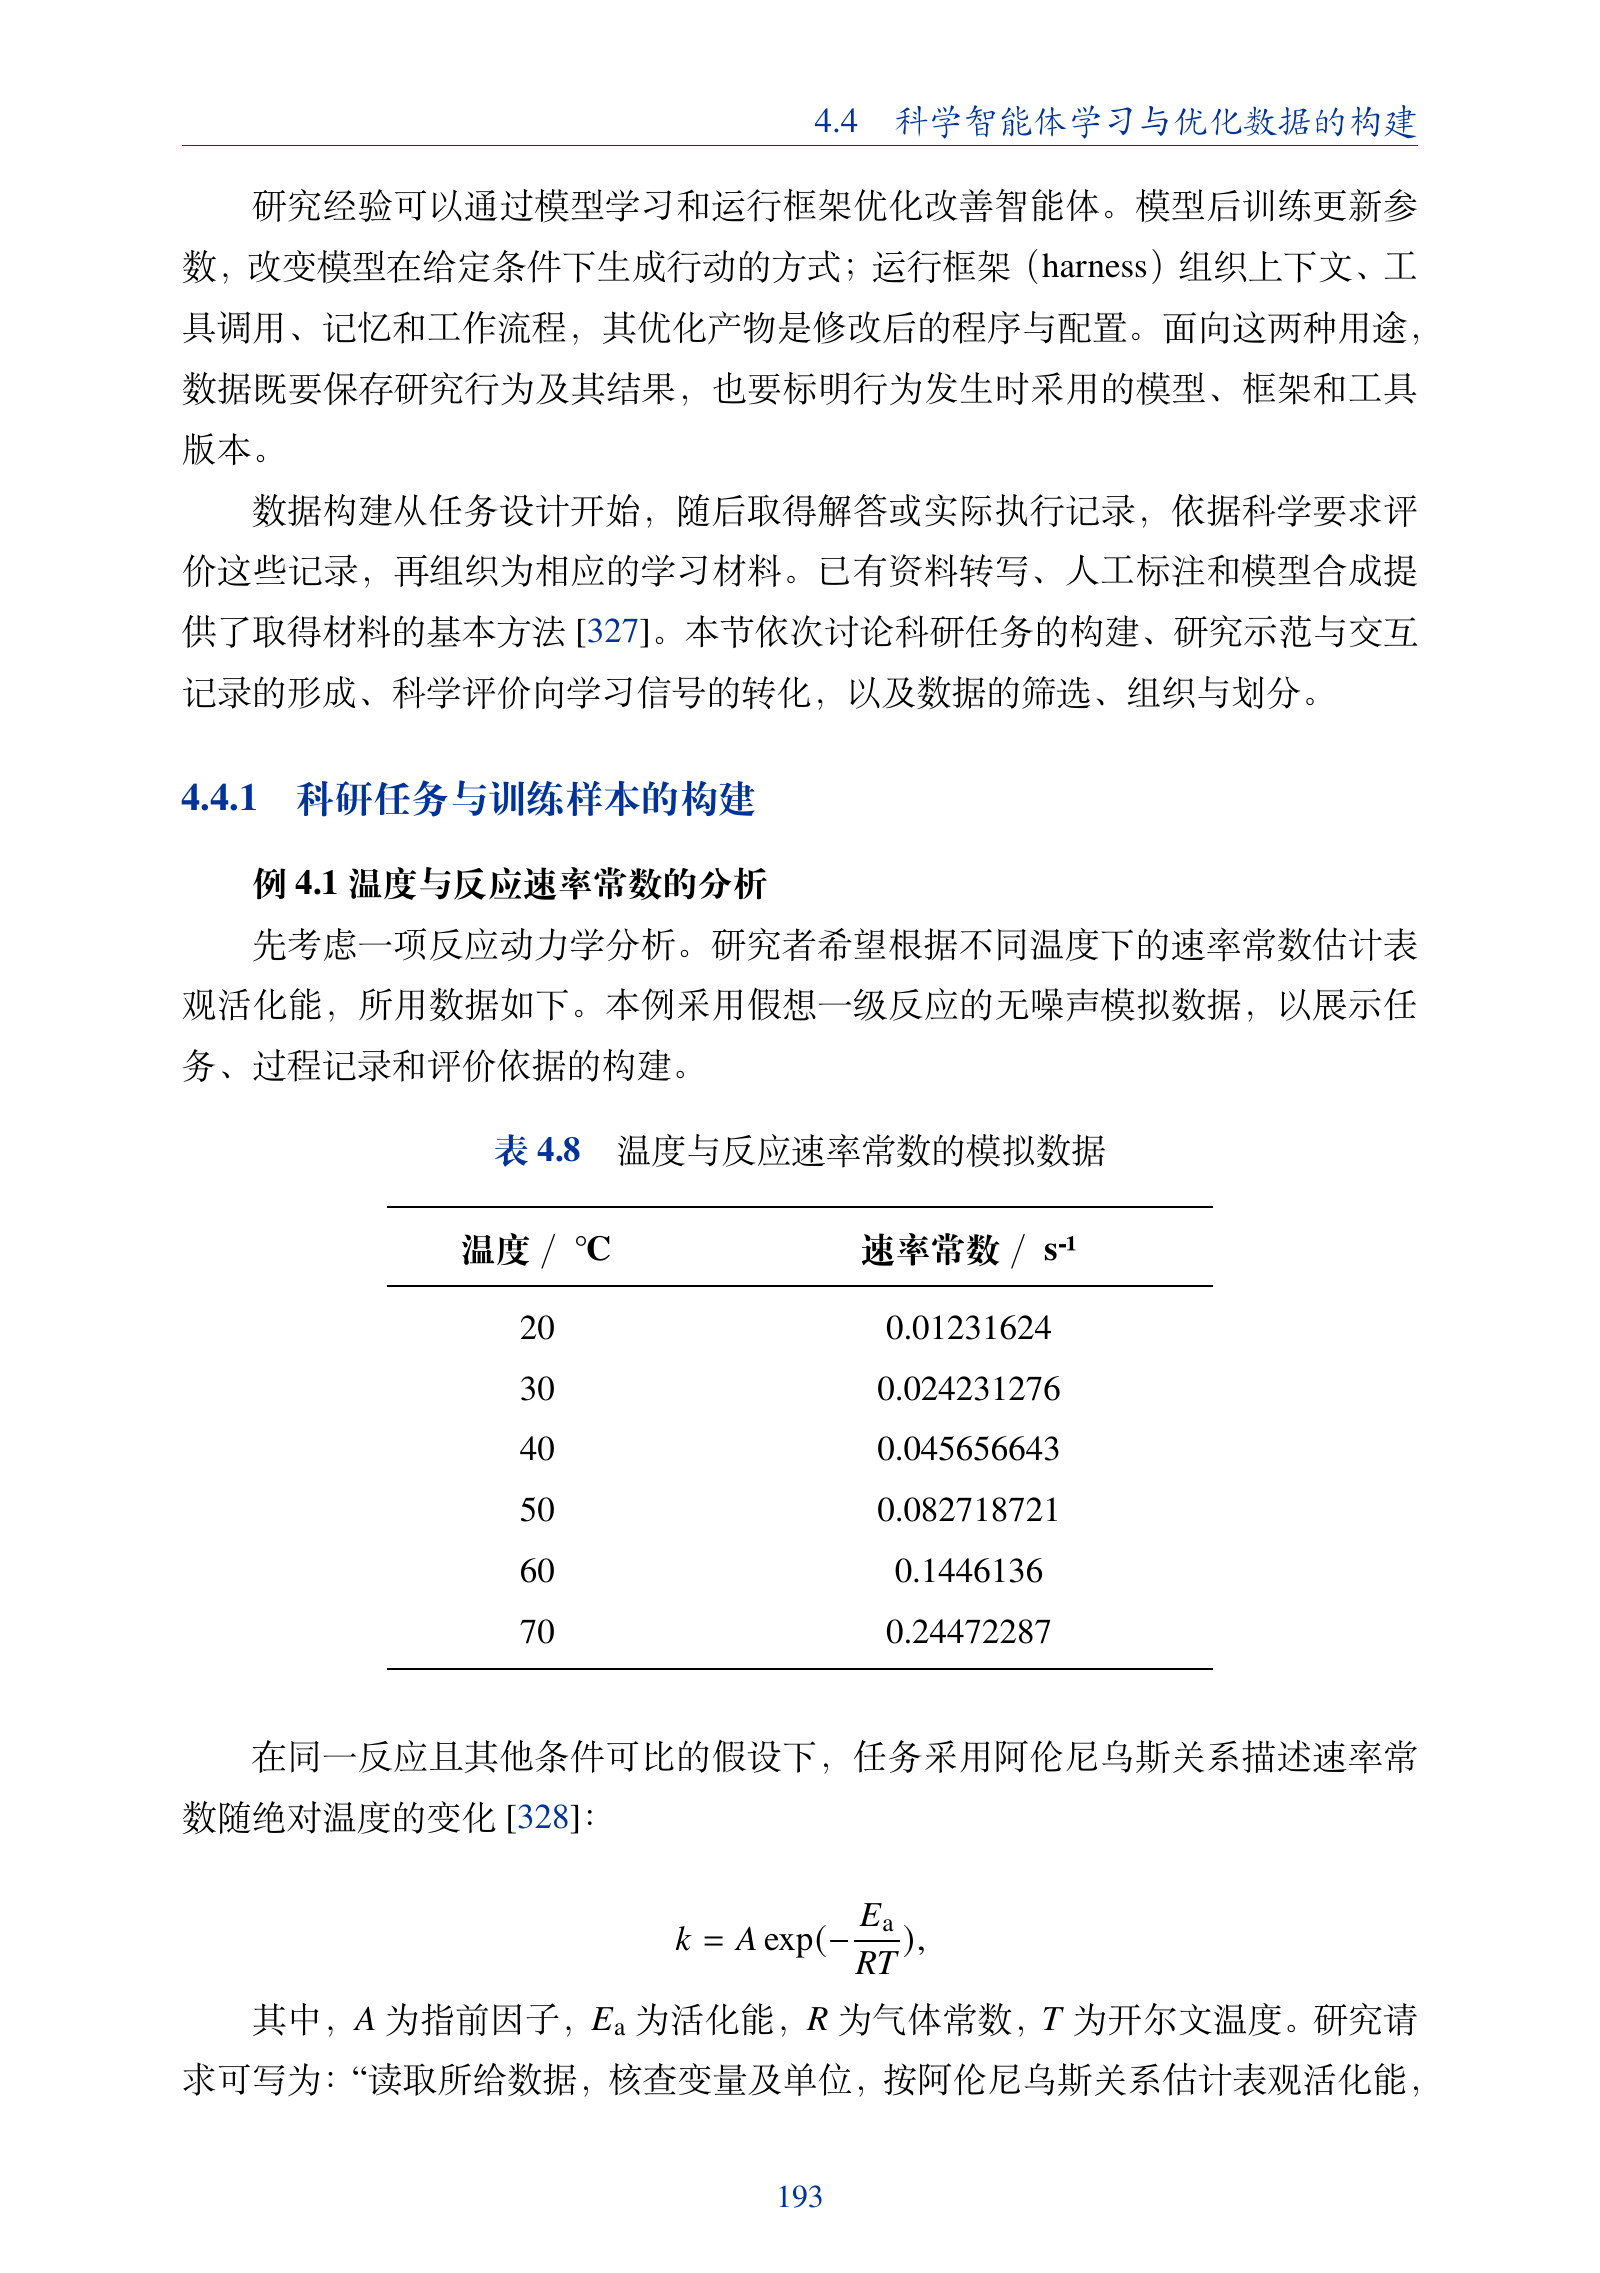 4.4 科学智能体学习与优化数据的构建
研究经验可以通过模型学习和运行框架优化改善智能体。模型后训练更新参
数，改变模型在给定条件下生成行动的方式；运行框架（harness）组织上下文、工
具调用、记忆和工作流程，其优化产物是修改后的程序与配置。面向这两种用途，
数据既要保存研究行为及其结果，也要标明行为发生时采用的模型、框架和工具
版本。
数据构建从任务设计开始，随后取得解答或实际执行记录，依据科学要求评
价这些记录，再组织为相应的学习材料。已有资料转写、人工标注和模型合成提
供了取得材料的基本方法 [327]。本节依次讨论科研任务的构建、研究示范与交互
记录的形成、科学评价向学习信号的转化，以及数据的筛选、组织与划分。
4.4.1 科研任务与训练样本的构建
例 4.1 温度与反应速率常数的分析
先考虑一项反应动力学分析。研究者希望根据不同温度下的速率常数估计表
观活化能，所用数据如下。本例采用假想一级反应的无噪声模拟数据，以展示任
务、过程记录和评价依据的构建。
表 4.8 温度与反应速率常数的模拟数据
温度 / ℃ 速率常数 / s⁻¹
20 0.01231624
30 0.024231276
40 0.045656643
50 0.082718721
60 0.1446136
70 0.24472287
在同一反应且其他条件可比的假设下，任务采用阿伦尼乌斯关系描述速率常
数随绝对温度的变化 [328]：
k = A exp(−Eₐ/RT),
其中，A 为指前因子，Eₐ 为活化能，R 为气体常数，T 为开尔文温度。研究请
求可写为：“读取所给数据，核查变量及单位，按阿伦尼乌斯关系估计表观活化能，
193